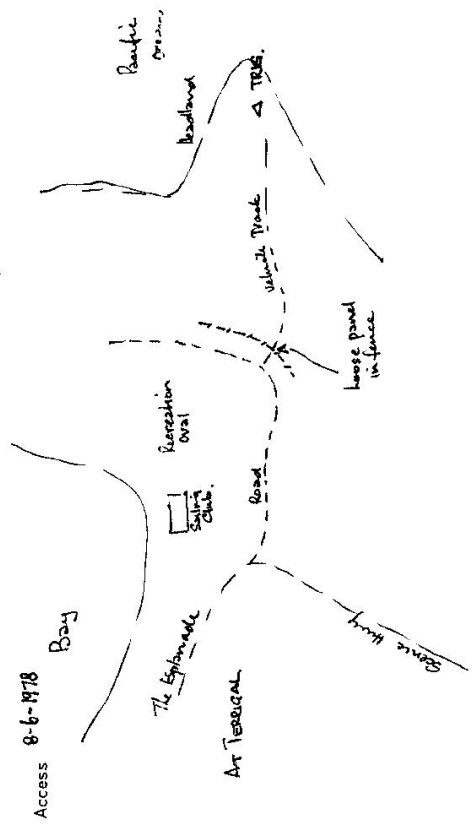 Access 8-6-1978
Bay
The Esplanade
At TERRIGAL
Scenic Hwy
Sailing
Club
Recreation
oval
Road
loose panel
in fence
Vehicle Track
TRIG.
Headland
Pacific
Ocean